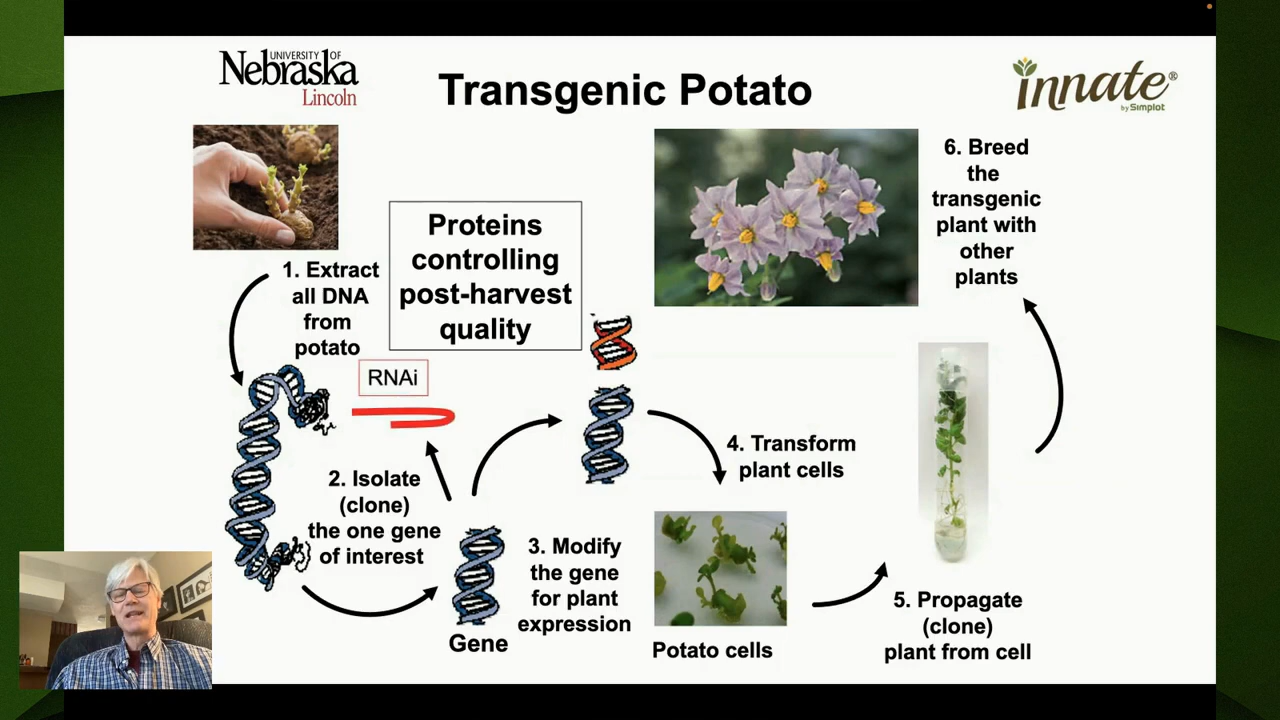 UNIVERSITY OF
Nebraska
Lincoln
Transgenic Potato
innate®
by Simplot
1. Extract
all DNA
from
potato
Proteins
controlling
post-harvest
quality
RNAi
2. Isolate
(clone)
the one gene
of interest
Gene
3. Modify
the gene
for plant
expression
4. Transform
plant cells
Potato cells
5. Propagate
(clone)
plant from cell
6. Breed
the
transgenic
plant with
other
plants